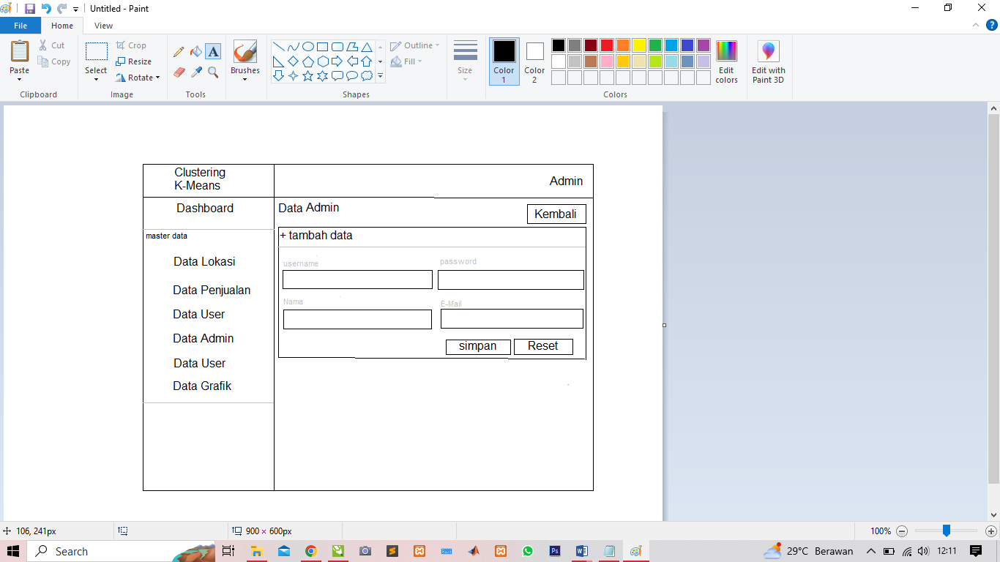 Untitled - Paint
File Home View
Paste
Cut
Copy
Clipboard
Select
Crop
Resize
Rotate
Image
A
Tools
Brushes
Outline
Fill
Shapes
Size
Color 1
Color 2
Colors
Edit colors
Edit with Paint 3D
Clustering
K-Means
Admin
Dashboard
Data Admin
Kembali
master data
+ tambah data
Data Lokasi
Data Penjualan
Data User
Data Admin
Data User
Data Grafik
username
password
Nama
E-Mail
simpan
Reset
106, 241px
900 × 600px
100%
Search
Ps
29°C Berawan
12:11